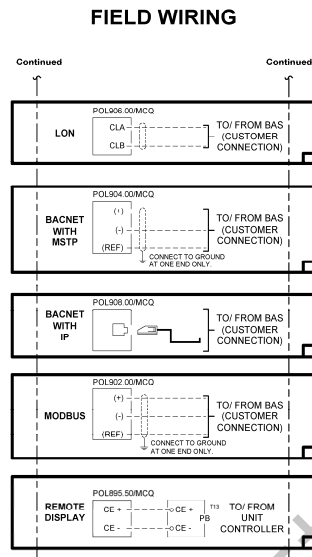 FIELD WIRING
Continued Continued
POL906.00/MCQ
LON
CLA
CLB
TO/ FROM BAS
(CUSTOMER
CONNECTION)
POL904.00/MCQ
BACNET
WITH
MSTP
(+)
(-)
(REF)
TO/ FROM BAS
(CUSTOMER
CONNECTION)
CONNECT TO GROUND
AT ONE END ONLY.
POL908.00/MCQ
BACNET
WITH
IP
TO/ FROM BAS
(CUSTOMER
CONNECTION)
POL902.00/MCQ
MODBUS
(+)
(-)
(REF)
TO/ FROM BAS
(CUSTOMER
CONNECTION)
CONNECT TO GROUND
AT ONE END ONLY.
POL895.50/MCQ
REMOTE
DISPLAY
CE +
CE -
CE +
CE -
T13
PB
TO/ FROM
UNIT
CONTROLLER